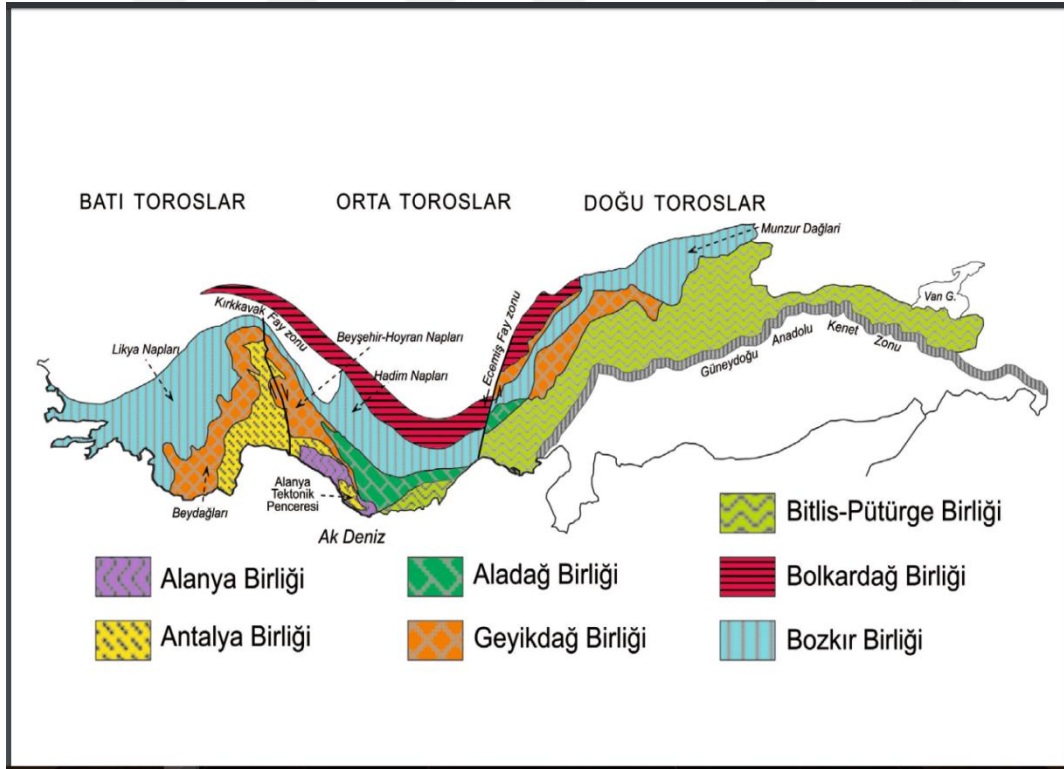 BATI TOROSLAR
ORTA TOROSLAR
DOĞU TOROSLAR
Munzur Dağlari
Van G.
Kırkkavak Fay zonu
Beyşehir-Hoyran Napları
Ecemiş Fay zonu
Likya Napları
Hadim Napları
Güneydoğu Anadolu Kenet Zonu
Alanya
Tektonik
Penceresi
Beydağları
Ak Deniz
Bitlis-Pütürge Birliği
Alanya Birliği
Aladağ Birliği
Bolkardağ Birliği
Antalya Birliği
Geyikdağ Birliği
Bozkır Birliği